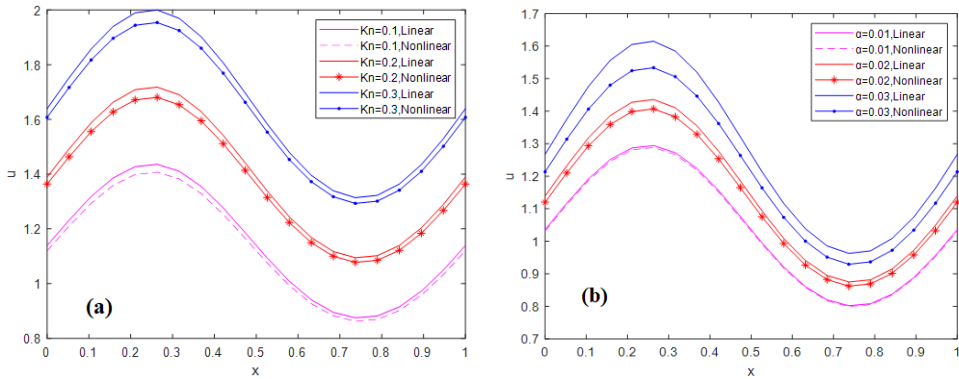 2
1.8
1.6
1.4
1.2
1
0.8
u
0 0.1 0.2 0.3 0.4 0.5 0.6 0.7 0.8 0.9 1
x
(a)
Kn=0.1,Linear
Kn=0.1,Nonlinear
Kn=0.2,Linear
Kn=0.2,Nonlinear
Kn=0.3,Linear
Kn=0.3,Nonlinear
1.7
1.6
1.5
1.4
1.3
1.2
1.1
1
0.9
0.8
0.7
u
0 0.1 0.2 0.3 0.4 0.5 0.6 0.7 0.8 0.9 1
x
(b)
α=0.01,Linear
α=0.01,Nonlinear
α=0.02,Linear
α=0.02,Nonlinear
α=0.03,Linear
α=0.03,Nonlinear